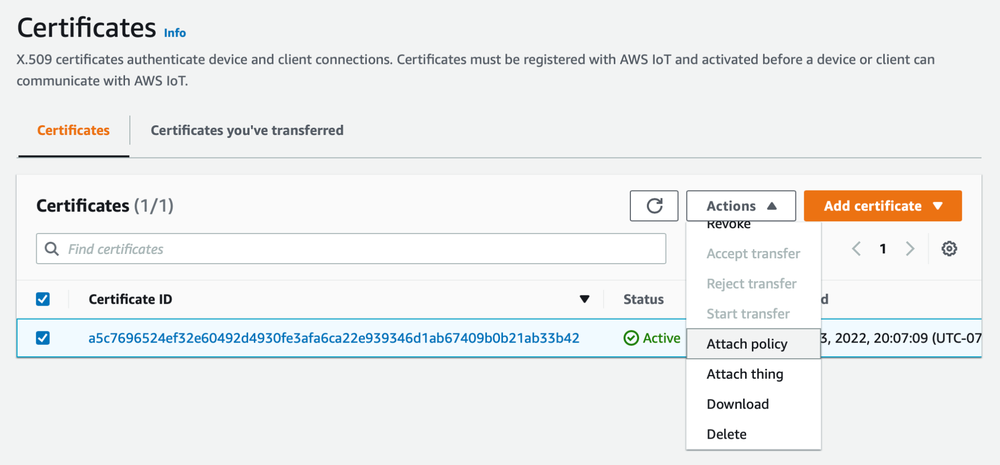 Certificates Info
X.509 certificates authenticate device and client connections. Certificates must be registered with AWS IoT and activated before a device or client can
communicate with AWS IoT.
Certificates
Certificates you've transferred
Certificates (1/1)
Actions
Add certificate
Find certificates
1
Revoke
Accept transfer
Reject transfer
Start transfer
Attach policy
Attach thing
Download
Delete
Certificate ID
Status
d
a5c7696524ef32e60492d4930fe3afa6ca22e939346d1ab67409b0b21ab33b42
Active
3, 2022, 20:07:09 (UTC-07